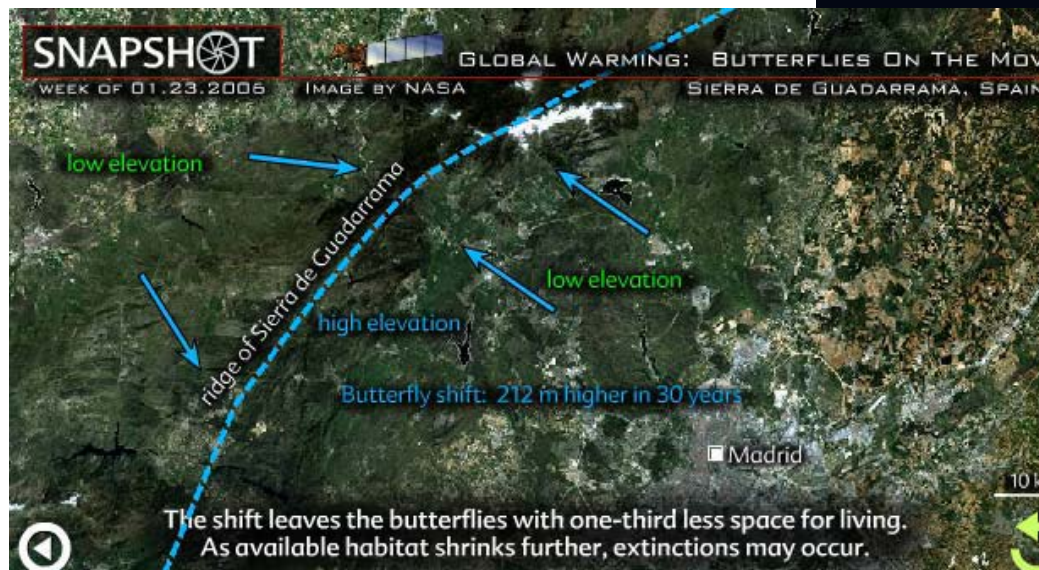 SNAPSHOT
GLOBAL WARMING: BUTTERFLIES ON THE MOV
WEEK OF 01.23.2006 IMAGE BY NASA SIERRA DE GUADARRAMA, SPAIN
low elevation
ridge of Sierra de Guadarrama
low elevation
high elevation
Butterfly shift: 212 m higher in 30 years
Madrid
10 k
The shift leaves the butterflies with one-third less space for living.
As available habitat shrinks further, extinctions may occur.